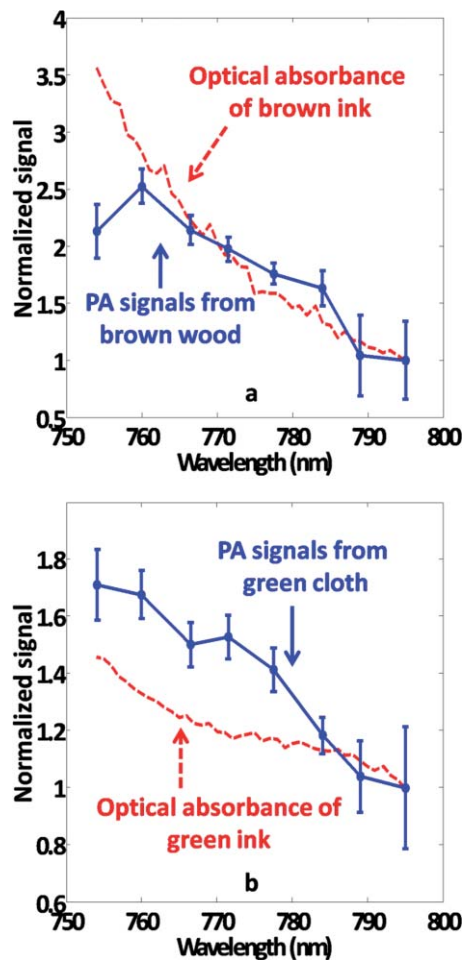 4
3.5
3
2.5
2
1.5
1
0.5
Normalized signal
Optical absorbance
of brown ink
PA signals from
brown wood
a
750 760 770 780 790 800
Wavelength (nm)
1.8
1.6
1.4
1.2
1
0.8
0.6
Normalized signal
PA signals from
green cloth
Optical absorbance of
green ink
b
750 760 770 780 790 800
Wavelength (nm)